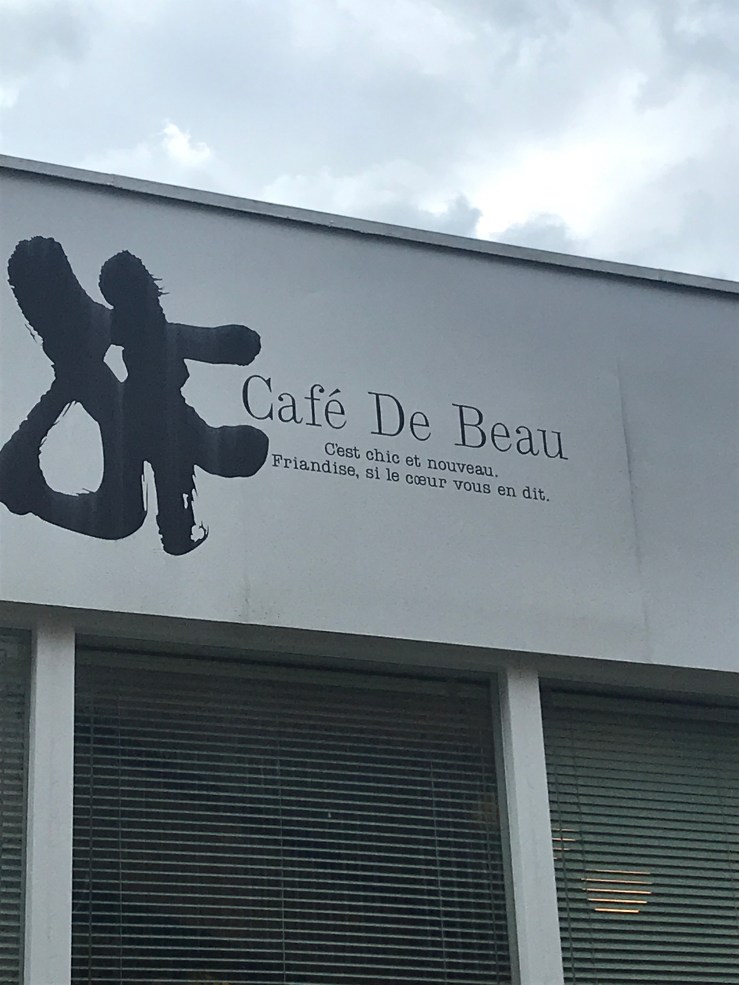 Café De Beau
C'est chic et nouveau.
Friandise, si le cœur vous en dit.